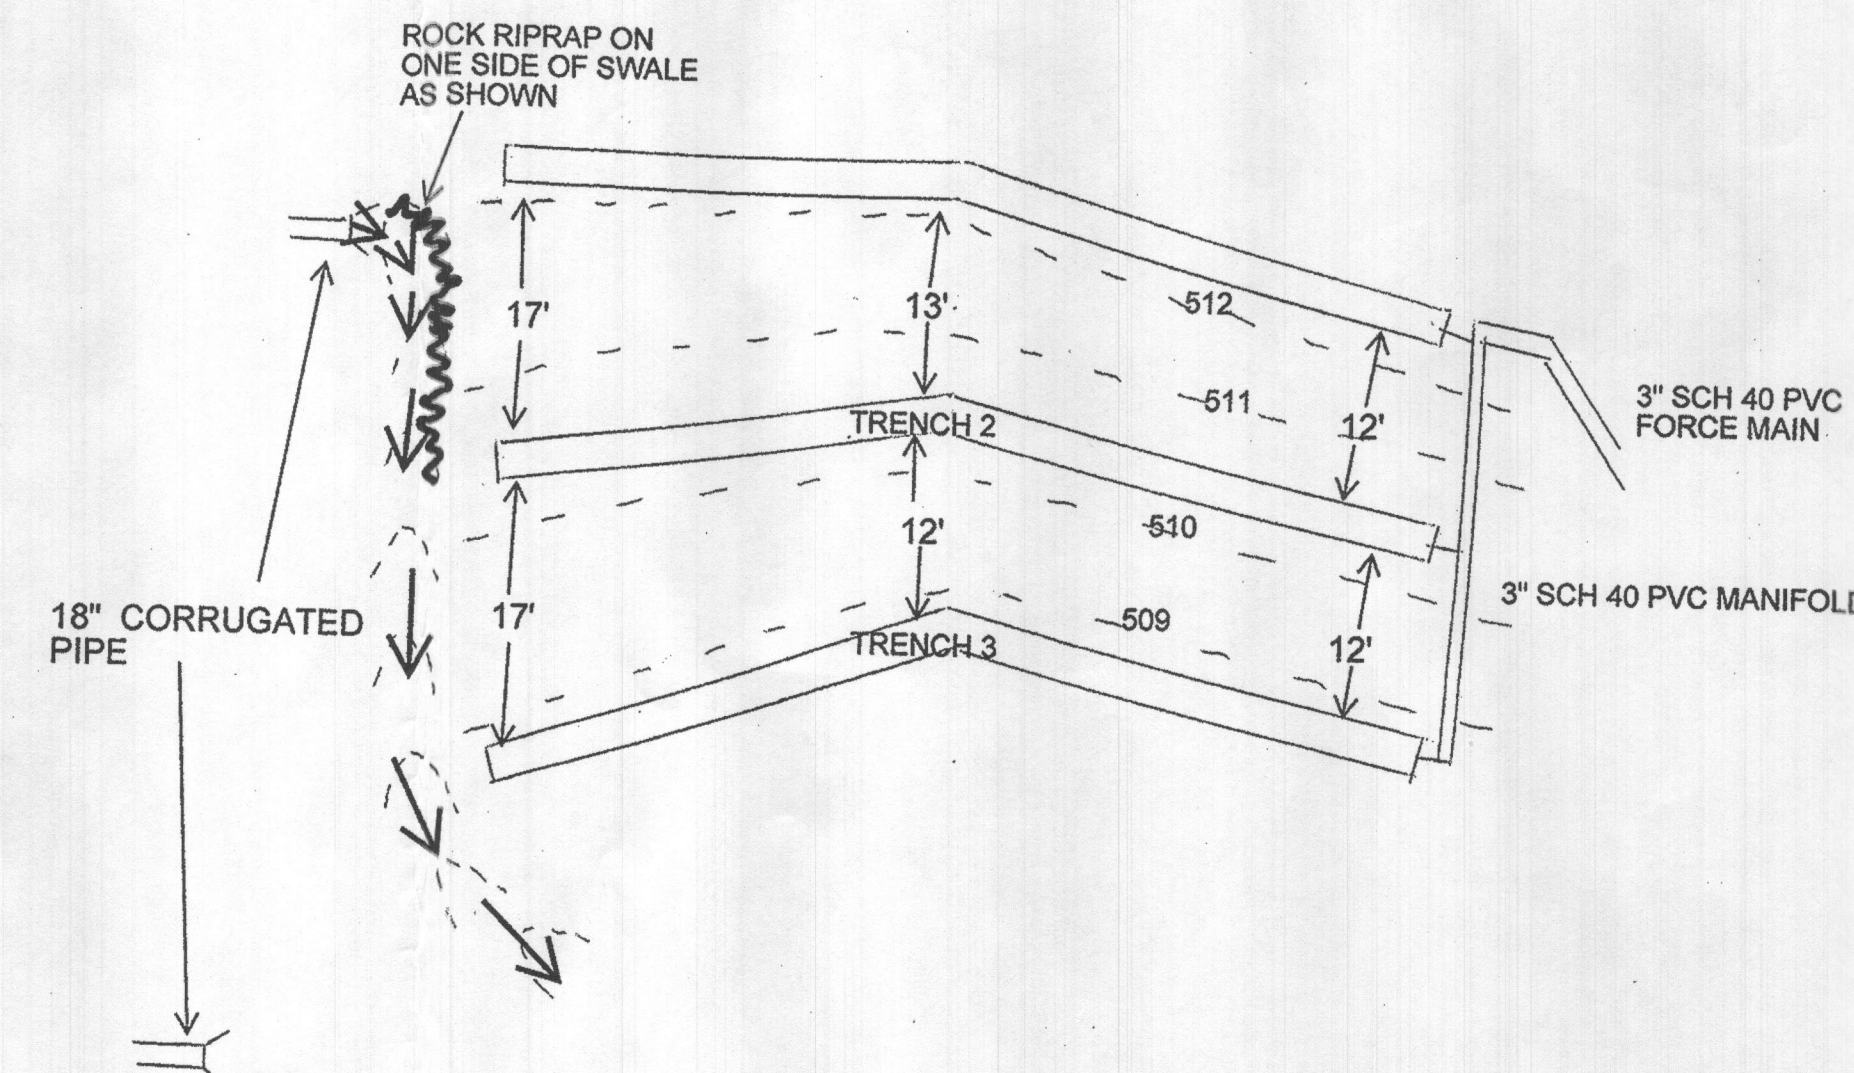 ROCK RIPRAP ON
ONE SIDE OF SWALE
AS SHOWN
17'
13'
512
511
12'
3" SCH 40 PVC
FORCE MAIN
TRENCH 2
510
12'
17'
509
12'
3" SCH 40 PVC MANIFOLD
18" CORRUGATED
PIPE
TRENCH 3